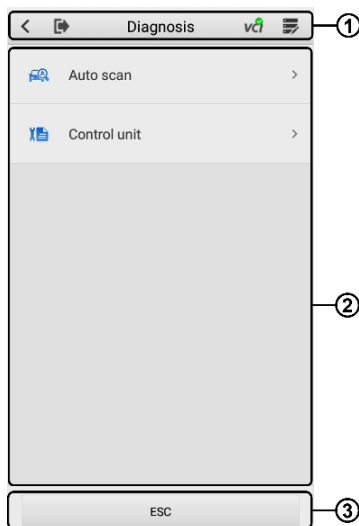 Diagnosis
vci
①
Auto scan
Control unit
②
ESC
③